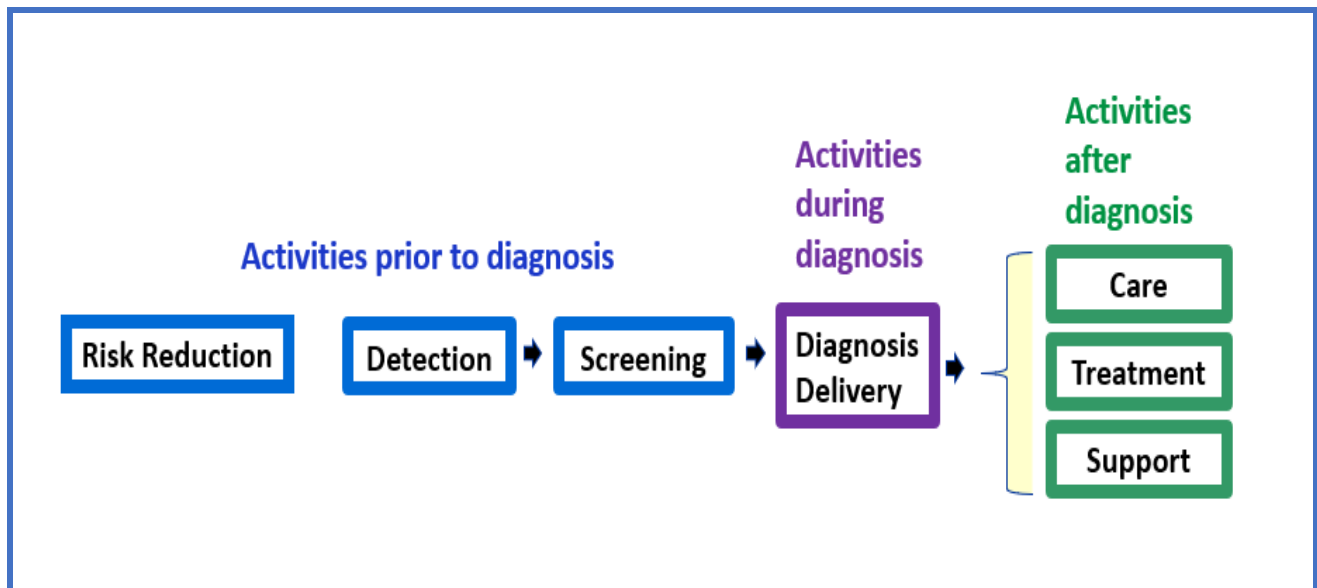 Activities prior to diagnosis
Risk Reduction
Detection
Screening
Activities
during
diagnosis
Diagnosis
Delivery
Activities
after
diagnosis
Care
Treatment
Support